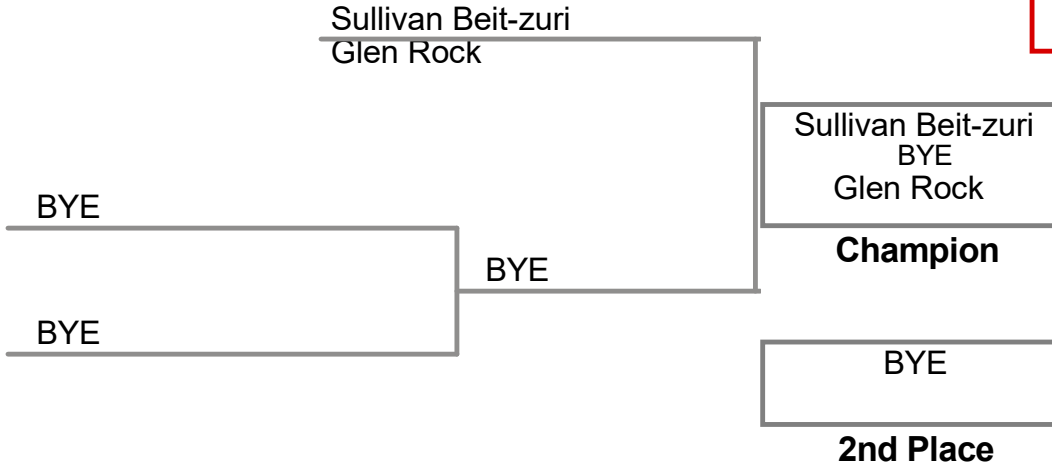 Sullivan Beit-zuri
Glen Rock
Sullivan Beit-zuri
BYE
Glen Rock
Champion
BYE
BYE
BYE
BYE
2nd Place